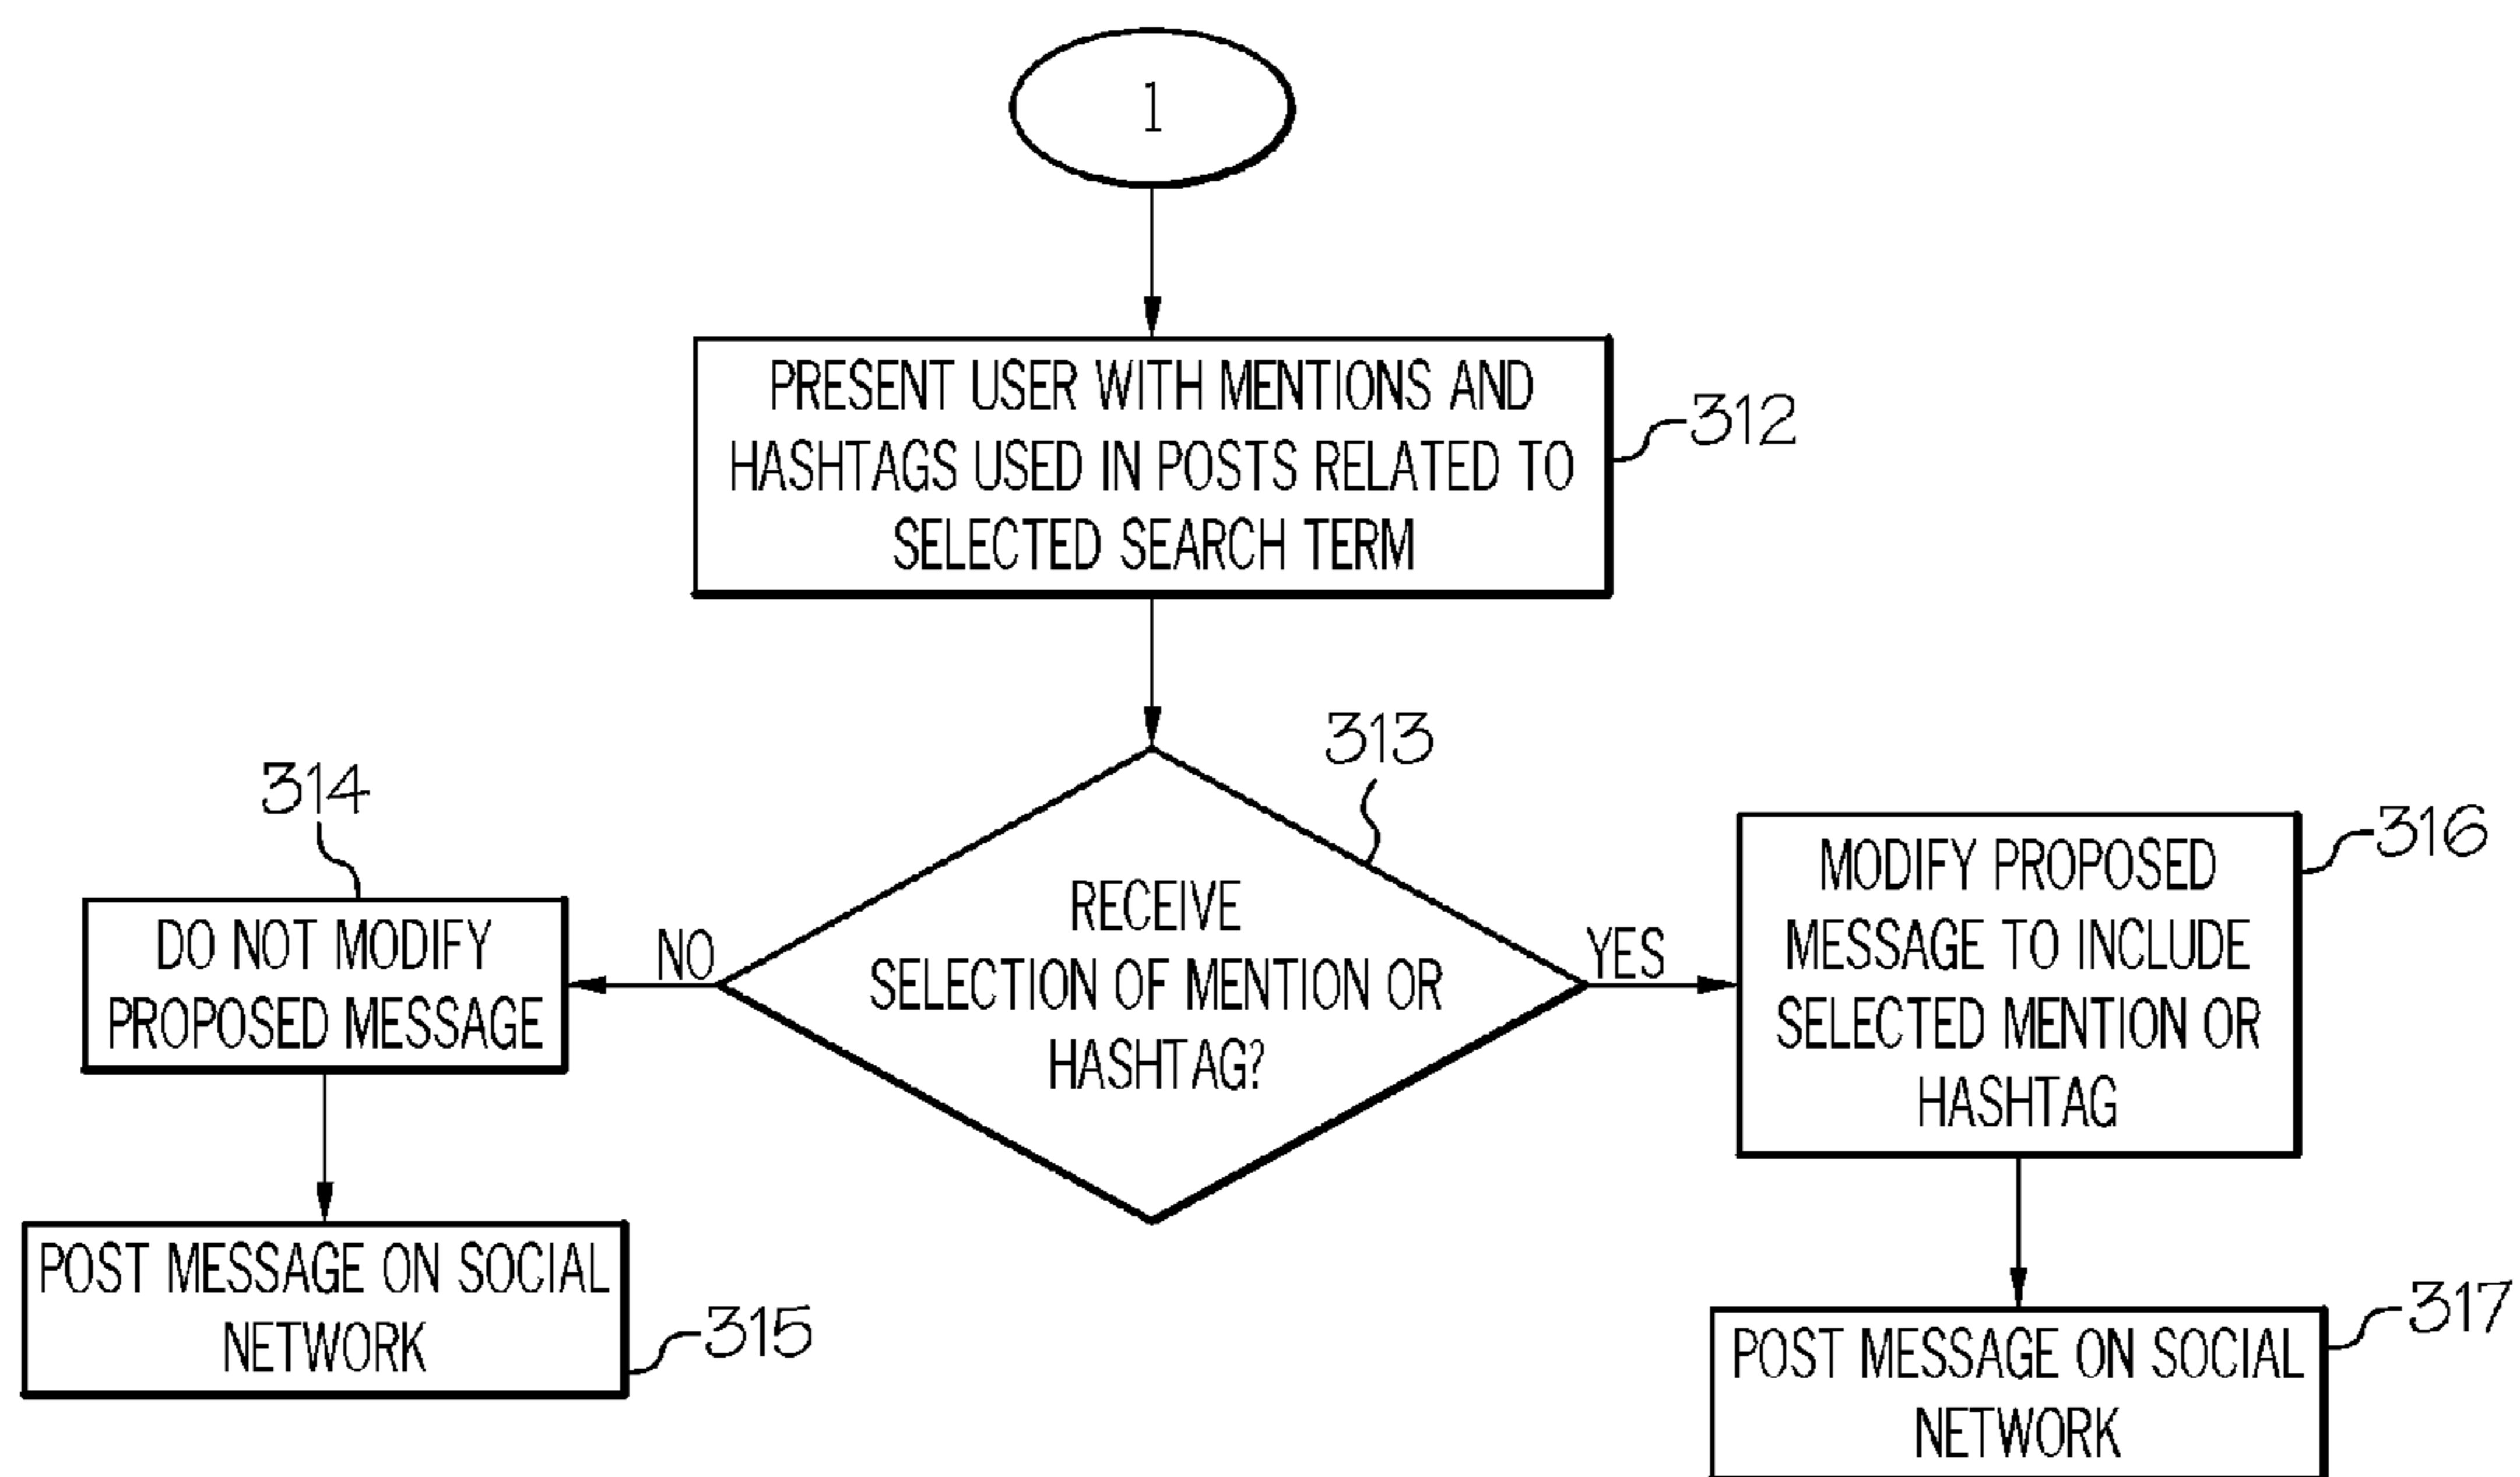 1
PRESENT USER WITH MENTIONS AND
HASHTAGS USED IN POSTS RELATED TO
SELECTED SEARCH TERM
312
313
RECEIVE
SELECTION OF MENTION OR
HASHTAG?
NO
YES
314
DO NOT MODIFY
PROPOSED MESSAGE
POST MESSAGE ON SOCIAL
NETWORK
315
316
MODIFY PROPOSED
MESSAGE TO INCLUDE
SELECTED MENTION OR
HASHTAG
317
POST MESSAGE ON SOCIAL
NETWORK